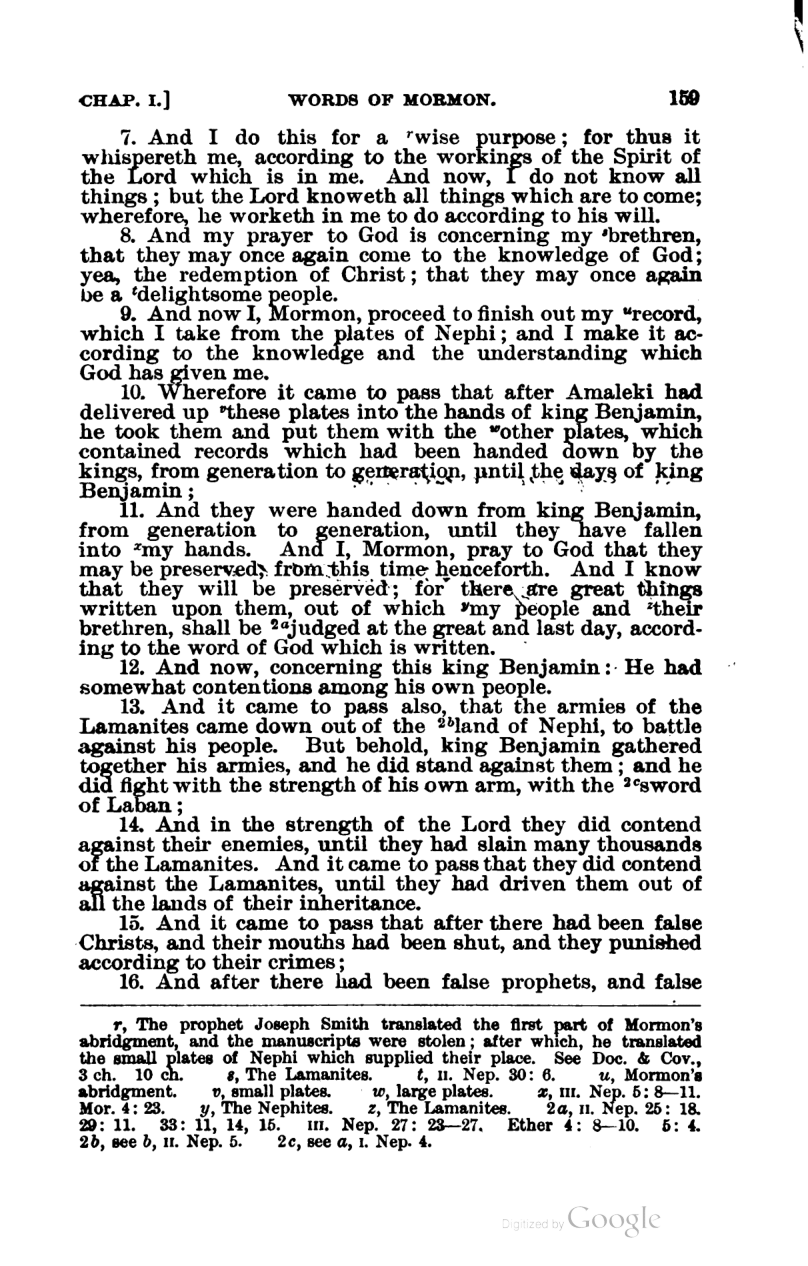 CHAP. I.] WORDS OF MORMON. 159
7. And I do this for a ʳwise purpose; for thus it
whispereth me, according to the workings of the Spirit of
the Lord which is in me. And now, I do not know all
things; but the Lord knoweth all things which are to come;
wherefore, he worketh in me to do according to his will.
8. And my prayer to God is concerning my ˢbrethren,
that they may once again come to the knowledge of God;
yea, the redemption of Christ; that they may once again
be a ᵗdelightsome people.
9. And now I, Mormon, proceed to finish out my ᵘrecord,
which I take from the plates of Nephi; and I make it ac-
cording to the knowledge and the understanding which
God has given me.
10. Wherefore it came to pass that after Amaleki had
delivered up ᵛthese plates into the hands of king Benjamin,
he took them and put them with the ʷother plates, which
contained records which had been handed down by the
kings, from generation to generation, until the days of king
Benjamin;
11. And they were handed down from king Benjamin,
from generation to generation, until they have fallen
into ˣmy hands. And I, Mormon, pray to God that they
may be preserved, from this time henceforth. And I know
that they will be preserved; for there are great things
written upon them, out of which ʸmy people and ᶻtheir
brethren, shall be ²ᵃjudged at the great and last day, accord-
ing to the word of God which is written.
12. And now, concerning this king Benjamin: He had
somewhat contentions among his own people.
13. And it came to pass also, that the armies of the
Lamanites came down out of the ²ᵇland of Nephi, to battle
against his people. But behold, king Benjamin gathered
together his armies, and he did stand against them; and he
did fight with the strength of his own arm, with the ²ᶜsword
of Laban;
14. And in the strength of the Lord they did contend
against their enemies, until they had slain many thousands
of the Lamanites. And it came to pass that they did contend
against the Lamanites, until they had driven them out of
all the lands of their inheritance.
15. And it came to pass that after there had been false
Christs, and their mouths had been shut, and they punished
according to their crimes;
16. And after there had been false prophets, and false
r, The prophet Joseph Smith translated the first part of Mormon's
abridgment, and the manuscripts were stolen; after which, he translated
the small plates of Nephi which supplied their place. See Doc. & Cov.,
3 ch. 10 ch. s, The Lamanites. t, II. Nep. 30: 6. u, Mormon's
abridgment. v, small plates. w, large plates. x, III. Nep. 5: 8—11.
Mor. 4: 23. y, The Nephites. z, The Lamanites. 2a, II. Nep. 25: 18.
29: 11. 33: 11, 14, 15. III. Nep. 27: 23—27. Ether 4: 8—10. 5: 4.
2b, see b, II. Nep. 5. 2c, see a, I. Nep. 4.
Digitized by Google